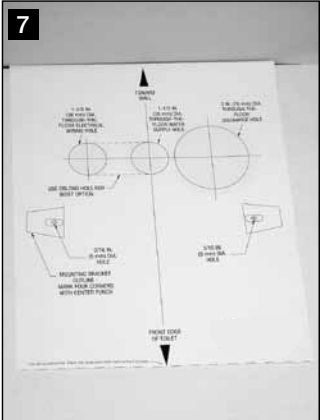 7
TOWARD
WALL
1-1/2 IN.
(38 mm) DIA.
THROUGH-THE-
FLOOR ELECTRICAL
WIRING HOLE
1-1/2 IN.
(38 mm) DIA.
THROUGH-THE-
FLOOR WATER
SUPPLY HOLE
3 IN. (76 mm) DIA.
THROUGH-THE-
FLOOR
DISCHARGE HOLE
USE OBLONG HOLE FOR
BIDET OPTION
3/16 IN.
(5 mm) DIA.
HOLE
3/16 IN.
(5 mm) DIA.
HOLE
MOUNTING BRACKET
OUTLINE
MARK FOUR CORNERS
WITH CENTER PUNCH
FRONT EDGE
OF TOILET